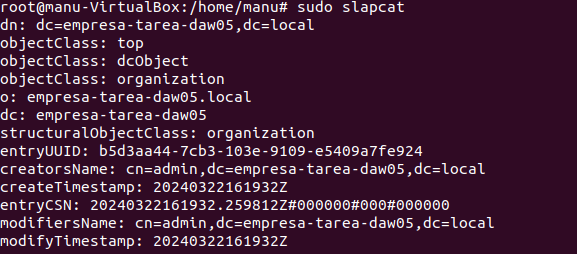 root@manu-VirtualBox:/home/manu# sudo slapcat
dn: dc=empresa-tarea-daw05,dc=local
objectClass: top
objectClass: dcObject
objectClass: organization
o: empresa-tarea-daw05.local
dc: empresa-tarea-daw05
structuralObjectClass: organization
entryUUID: b5d3aa44-7cb3-103e-9109-e5409a7fe924
creatorsName: cn=admin,dc=empresa-tarea-daw05,dc=local
createTimestamp: 20240322161932Z
entryCSN: 20240322161932.259812Z#000000#000#000000
modifiersName: cn=admin,dc=empresa-tarea-daw05,dc=local
modifyTimestamp: 20240322161932Z